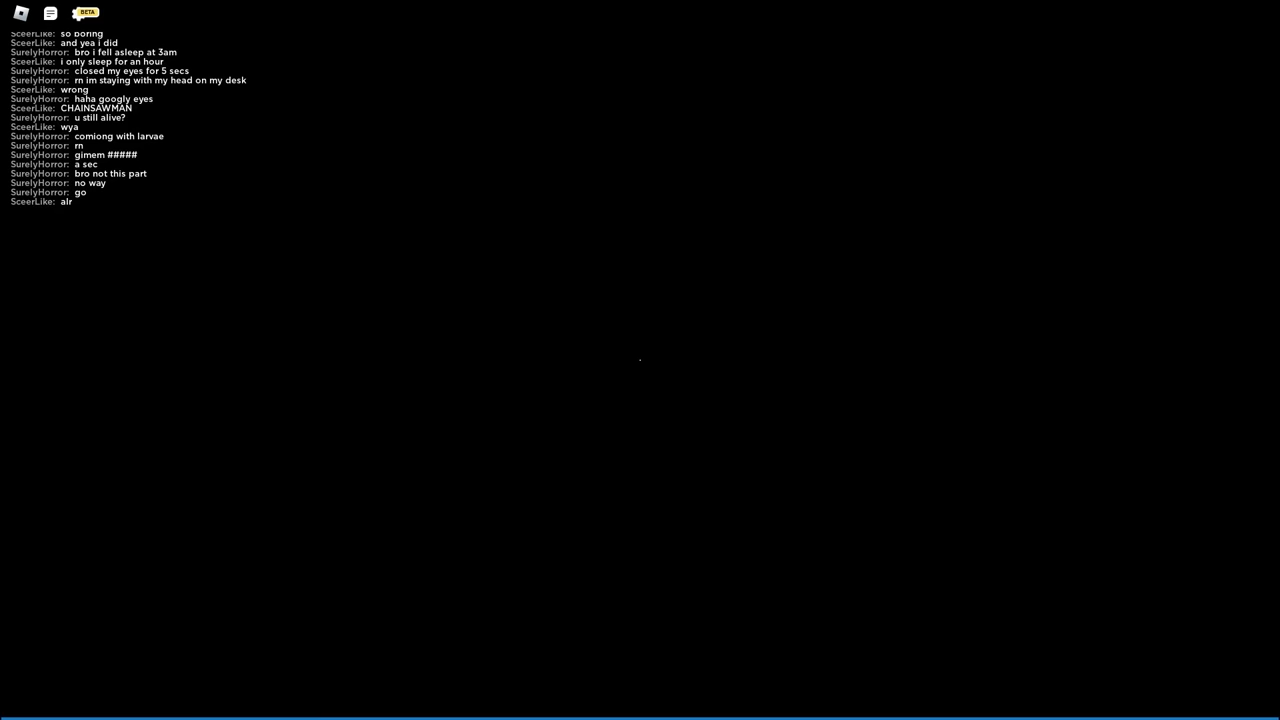 BETA
SceerLike: so boring
SceerLike: and yea i did
SurelyHorror: bro i fell asleep at 3am
SceerLike: i only sleep for an hour
SurelyHorror: closed my eyes for 5 secs
SurelyHorror: rn im staying with my head on my desk
SceerLike: wrong
SurelyHorror: haha googly eyes
SceerLike: CHAINSAWMAN
SurelyHorror: u still alive?
SceerLike: wya
SurelyHorror: comiong with larvae
SurelyHorror: rn
SurelyHorror: gimem #####
SurelyHorror: a sec
SurelyHorror: bro not this part
SurelyHorror: no way
SurelyHorror: go
SceerLike: alr